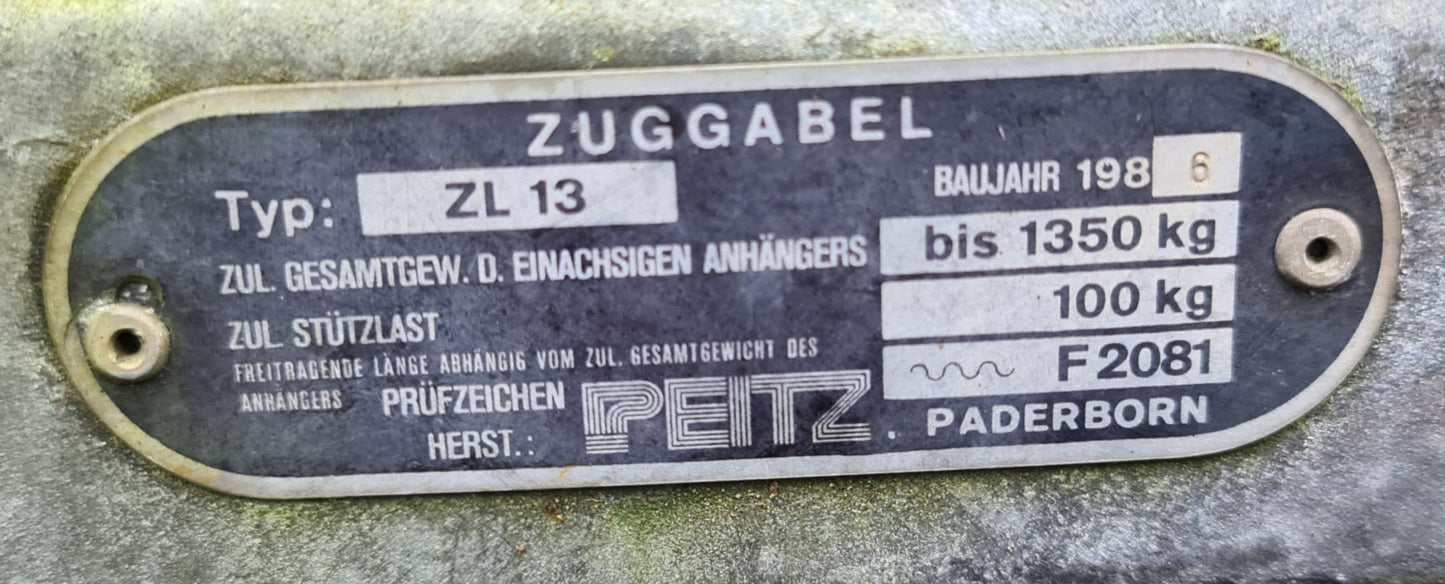 ZUGGABEL
Typ: ZL 13 BAUJAHR 198 6
ZUL. GESAMTGEW. D. EINACHSIGEN ANHÄNGERS bis 1350 kg
ZUL STÜTZLAST 100 kg
FREITRAGENDE LÄNGE ABHÄNGIG VOM ZUL. GESAMTGEWICHT DES
ANHÄNGERS PRÜFZEICHEN F 2081
HERST.: PEITZ. PADERBORN